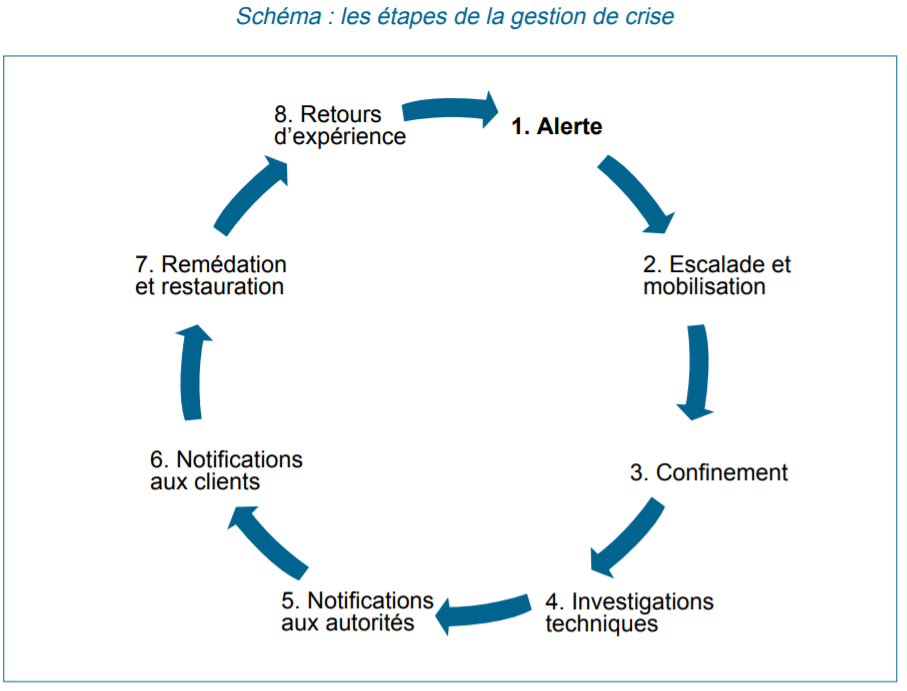 Schéma : les étapes de la gestion de crise
8. Retours
d’expérience
1. Alerte
2. Escalade et
mobilisation
3. Confinement
4. Investigations
techniques
5. Notifications
aux autorités
6. Notifications
aux clients
7. Remédation
et restauration